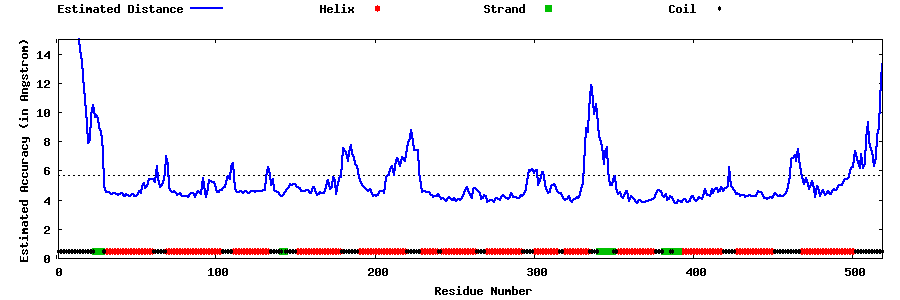 Estimated Distance Helix Strand Coil
Estimated Accuracy (in Angstrom)
14
12
10
8
6
4
2
0
0 100 200 300 400 500
Residue Number